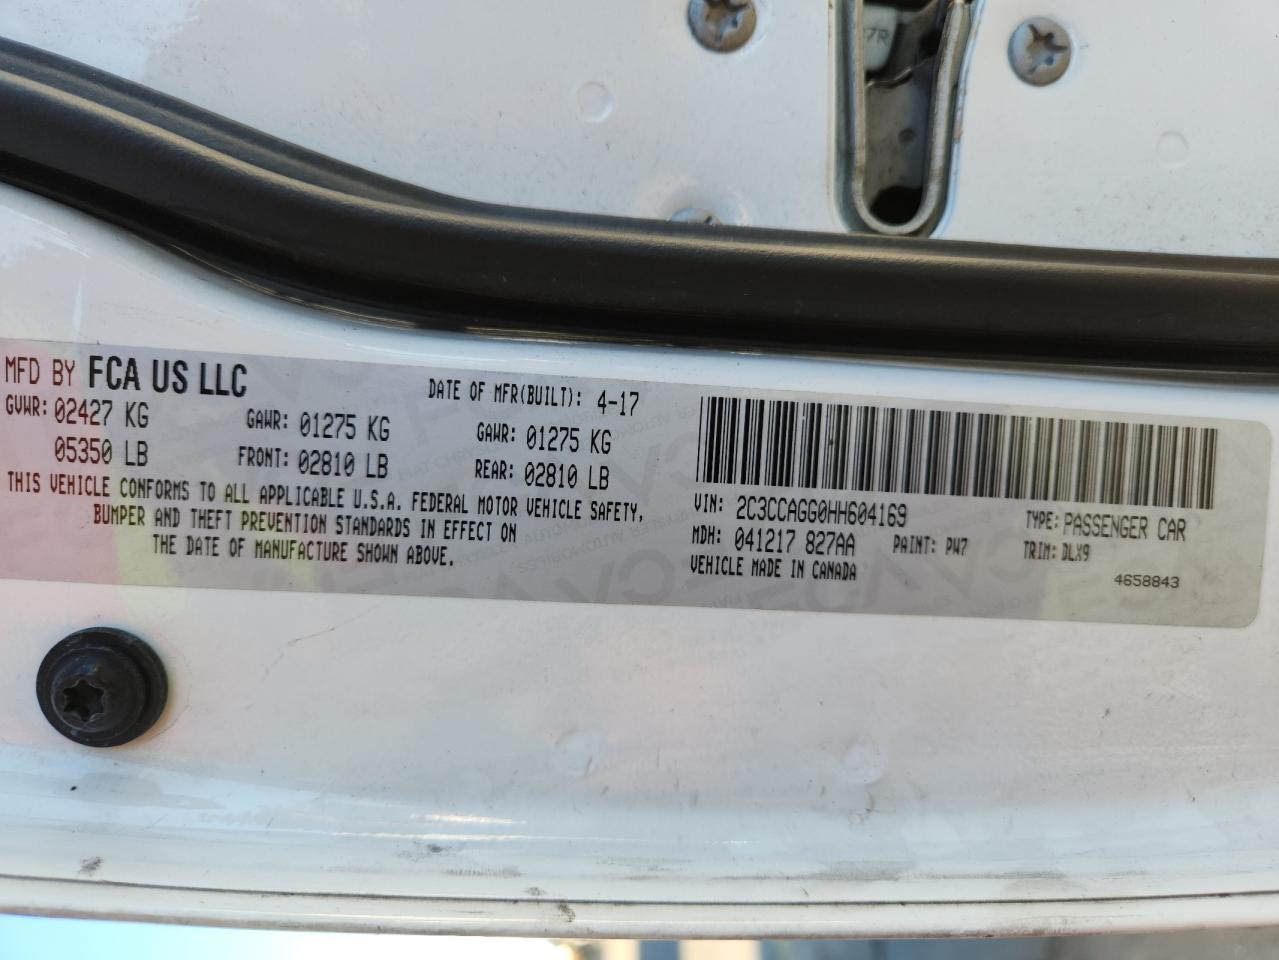 7R
MFD BY FCA US LLC
DATE OF MFR(BUILT): 4-17
GVWR: 02427 KG
GAWR: 01275 KG
GAWR: 01275 KG
05350 LB
FRONT: 02810 LB
REAR: 02810 LB
THIS VEHICLE CONFORMS TO ALL APPLICABLE U.S.A. FEDERAL MOTOR VEHICLE SAFETY,
BUMPER AND THEFT PREVENTION STANDARDS IN EFFECT ON
THE DATE OF MANUFACTURE SHOWN ABOVE.
VIN: 2C3CCAGG0HH604169
TYPE: PASSENGER CAR
MDH: 041217 827AA
PAINT: PW7
TRIM: DLX9
VEHICLE MADE IN CANADA
4658843